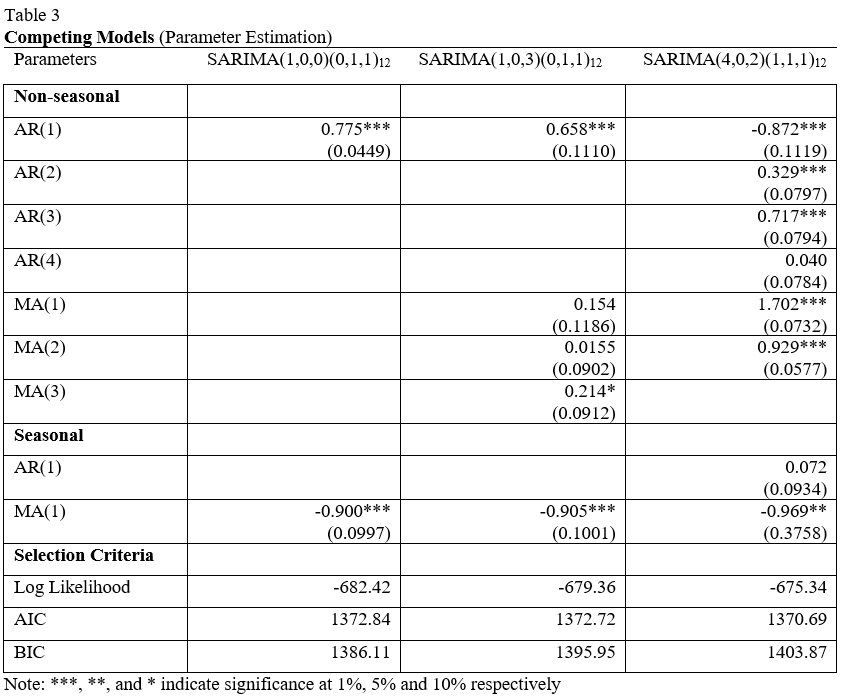 Table 3
Competing Models (Parameter Estimation)
Parameters SARIMA(1,0,0)(0,1,1)12 SARIMA(1,0,3)(0,1,1)12 SARIMA(4,0,2)(1,1,1)12
Non-seasonal
AR(1) 0.775*** 0.658*** -0.872***
(0.0449) (0.1110) (0.1119)
AR(2) 0.329***
(0.0797)
AR(3) 0.717***
(0.0794)
AR(4) 0.040
(0.0784)
MA(1) 0.154 1.702***
(0.1186) (0.0732)
MA(2) 0.0155 0.929***
(0.0902) (0.0577)
MA(3) 0.214*
(0.0912)
Seasonal
AR(1) 0.072
(0.0934)
MA(1) -0.900*** -0.905*** -0.969**
(0.0997) (0.1001) (0.3758)
Selection Criteria
Log Likelihood -682.42 -679.36 -675.34
AIC 1372.84 1372.72 1370.69
BIC 1386.11 1395.95 1403.87
Note: ***, **, and * indicate significance at 1%, 5% and 10% respectively